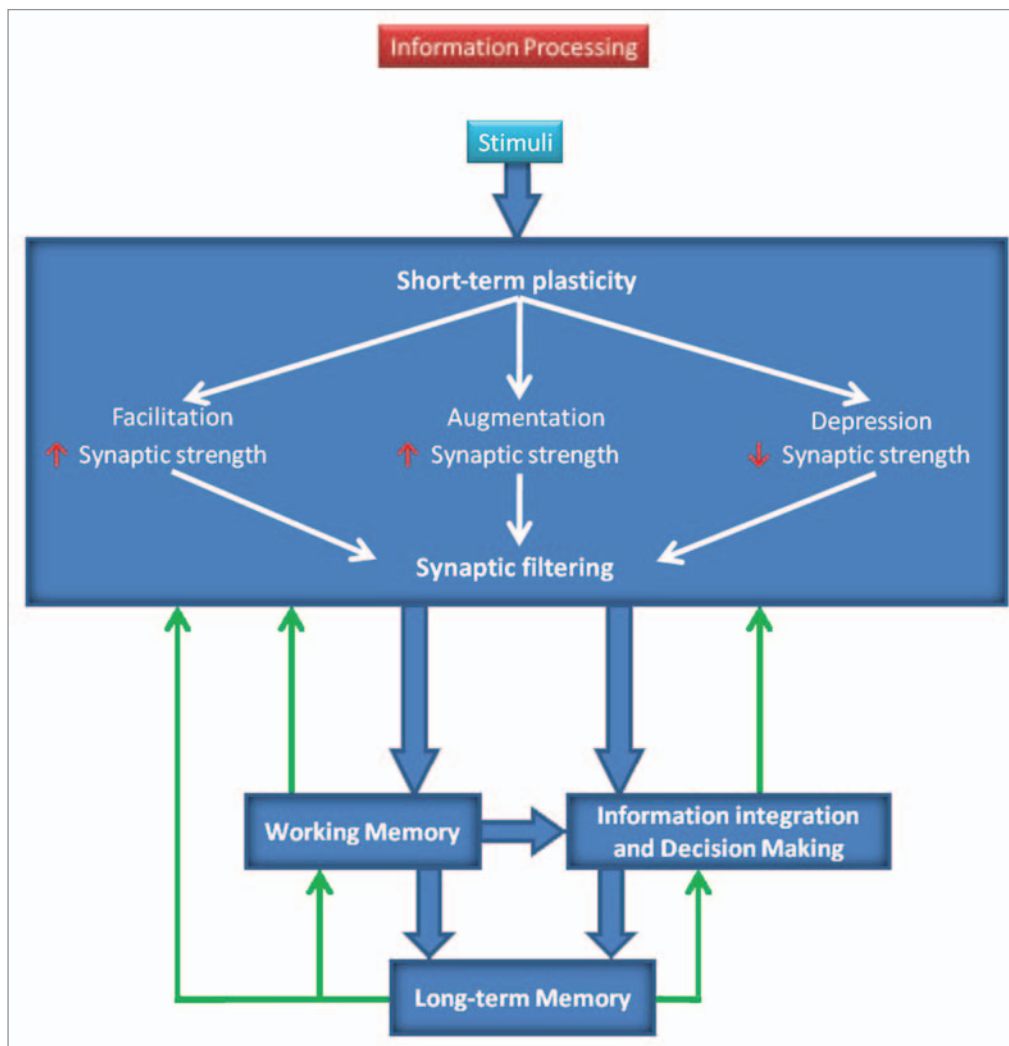 Information Processing
Stimuli
Short-term plasticity
Facilitation
Synaptic strength
Augmentation
Synaptic strength
Depression
Synaptic strength
Synaptic filtering
Working Memory
Information integration
and Decision Making
Long-term Memory